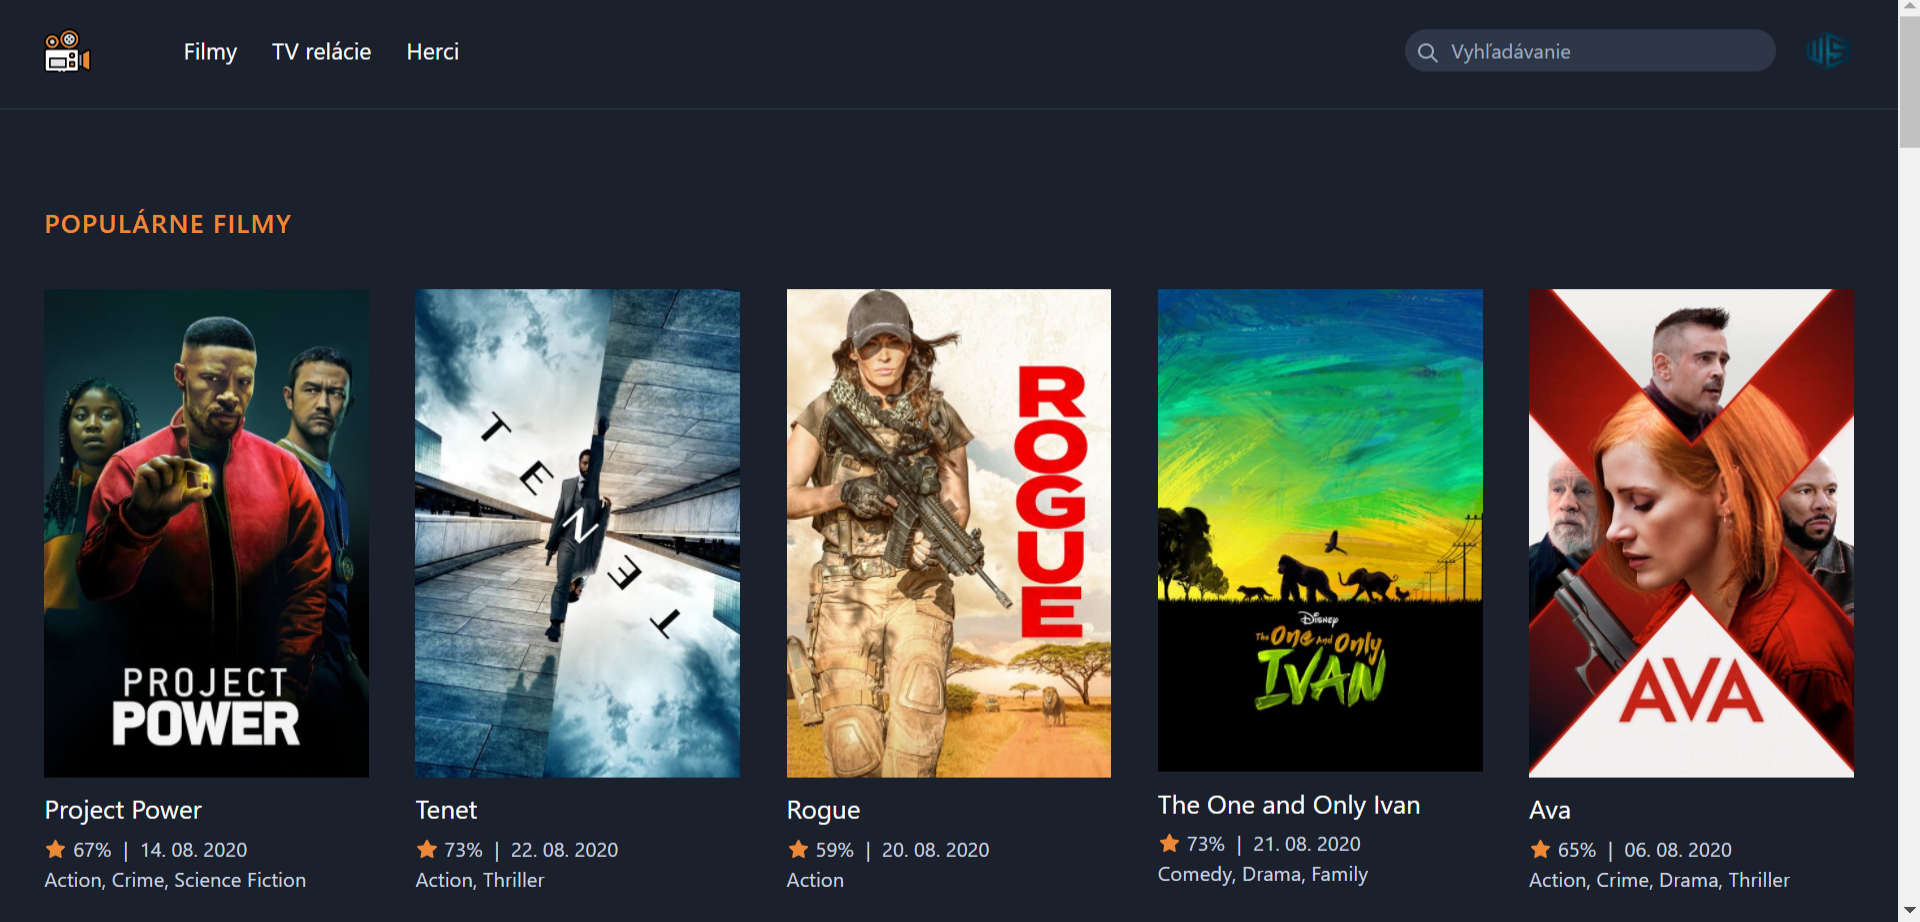 Filmy TV relácie Herci
Vyhľadávanie
POPULÁRNE FILMY
PROJECT
POWER
TENET
ROGUE
DISNEY
The One and Only
IVAN
AVA
Project Power
67% | 14. 08. 2020
Action, Crime, Science Fiction
Tenet
73% | 22. 08. 2020
Action, Thriller
Rogue
59% | 20. 08. 2020
Action
The One and Only Ivan
73% | 21. 08. 2020
Comedy, Drama, Family
Ava
65% | 06. 08. 2020
Action, Crime, Drama, Thriller